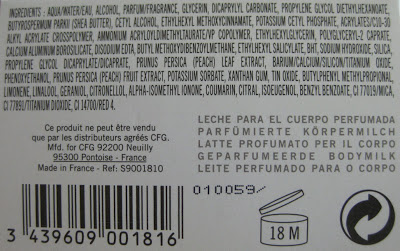 INGREDIENTS : AQUA/WATER/EAU, ALCOHOL, PARFUM/FRAGRANCE, GLYCERIN, DICAPRYLYL CARBONATE, PROPYLENE GLYCOL DIETHYLHEXANOATE,
BUTYROSPERMUM PARKII (SHEA BUTTER), CETYL ALCOHOL, ETHYLHEXYL METHOXYCINNAMATE, POTASSIUM CETYL PHOSPHATE, ACRYLATES/C10-30
ALKYL ACRYLATE CROSSPOLYMER, AMMONIUM ACRYLOYLDIMETHYLTAURATE/VP COPOLYMER, ETHYLHEXYLGLYCERIN, POLYGLYCERYL-2 CAPRATE,
CALCIUM ALUMINUM BOROSILICATE, DISODIUM EDTA, BUTYL METHOXYDIBENZOYLMETHANE, ETHYLHEXYL SALICYLATE, BHT, SODIUM HYDROXIDE, SILICA,
PROPYLENE GLYCOL, PRUNUS PERSICA (PEACH) LEAF EXTRACT, BARIUM/CALCIUM/SILICON/TITANIUM OXIDE,
PHENOXYETHANOL, PRUNUS PERSICA (PEACH) FRUIT EXTRACT, POTASSIUM SORBATE, XANTHAN GUM, TIN OXIDE, BUTYLPHENYL METHYLPROPIONAL,
LIMONENE, LINALOOL, GERANIOL, CITRONELLOL, ALPHA-ISOMETHYL IONONE, COUMARIN, CITRAL, ISOEUGENOL, BENZYL BENZOATE, CI 77019/MICA,
CI 77891/TITANIUM DIOXIDE, CI 14700/RED 4.
Ce produit ne peut être vendu
que par les distributeurs agréés CFG.
Mfd. for CFG 92200 Neuilly
95300 Pontoise - France
Made in France - Ref: S9001810
LECHE PARA EL CUERPO PERFUMADA
PARFÜMIERTE KÖRPERMILCH
LATTE PROFUMATO PER IL CORPO
GEPARFUMEERDE BODYMILK
LEITE PERFUMADO PARA O CORPO
010059
18 M
3 439609 001816